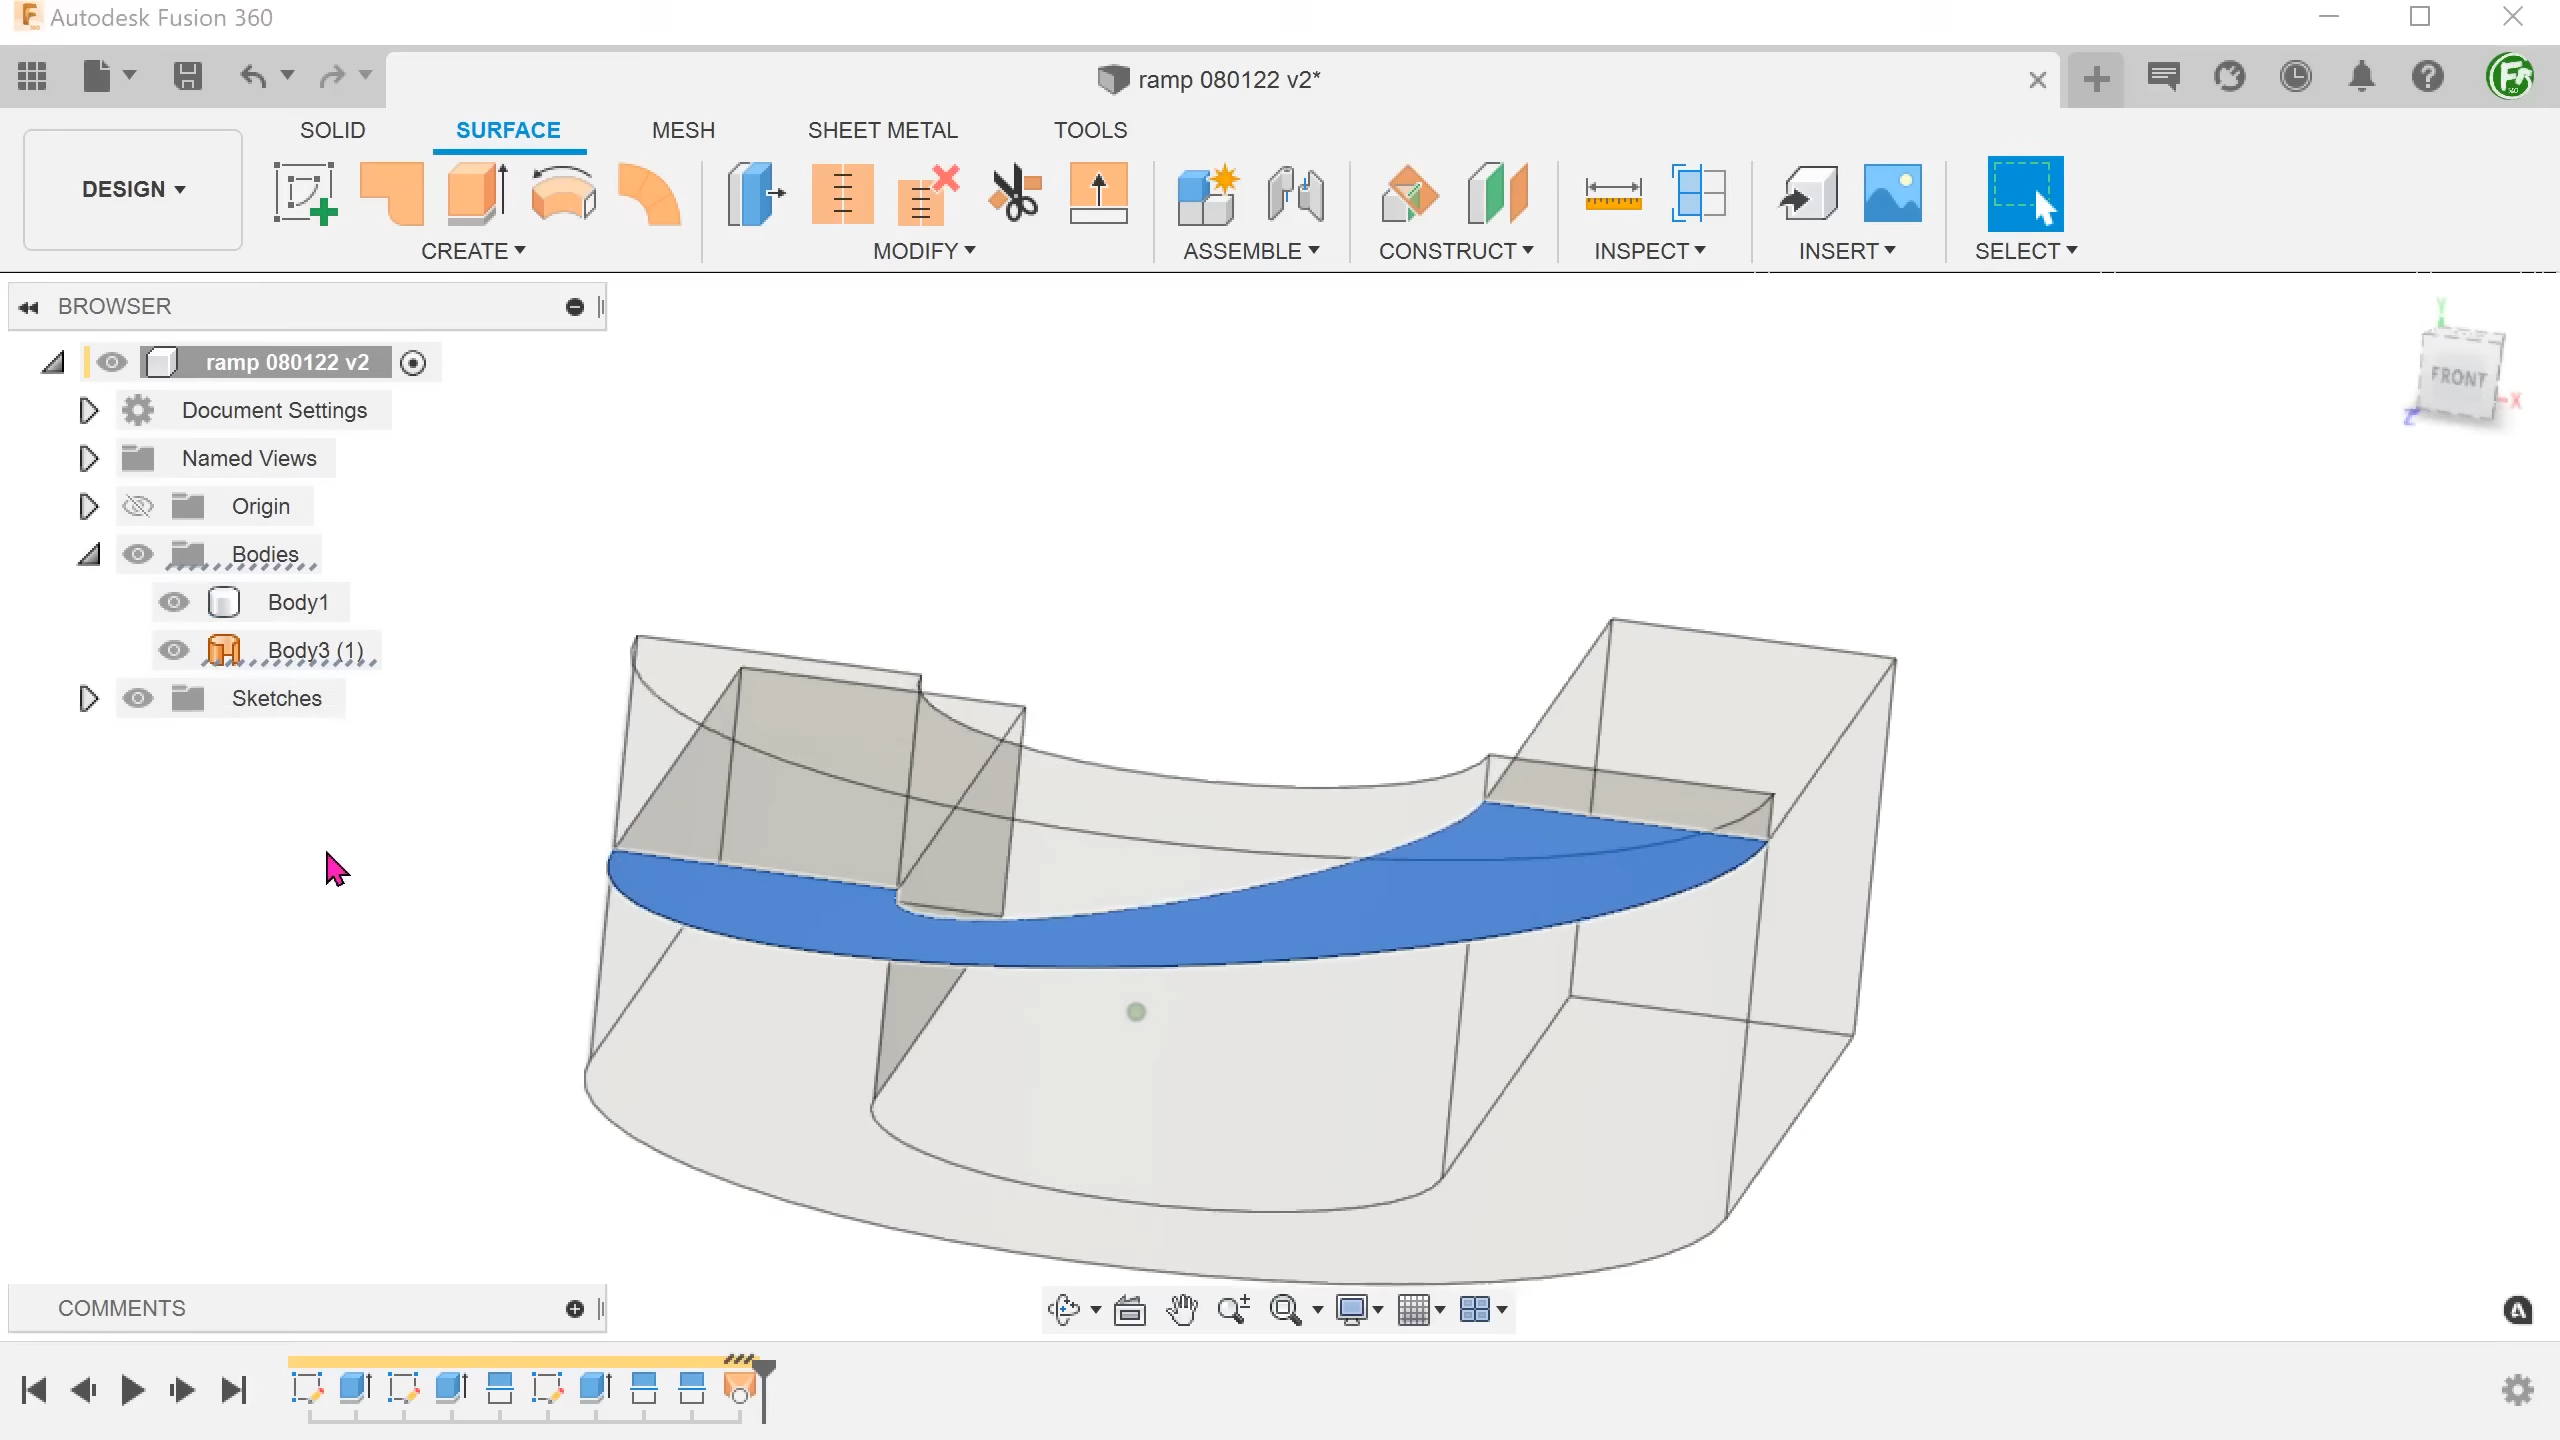 Autodesk Fusion 360
ramp 080122 v2*
SOLID SURFACE MESH SHEET METAL TOOLS
DESIGN
CREATE MODIFY ASSEMBLE CONSTRUCT INSPECT INSERT SELECT
BROWSER
ramp 080122 v2
Document Settings
Named Views
Origin
Bodies
Body1
Body3 (1)
Sketches
Y
FRONT
X
Z
COMMENTS